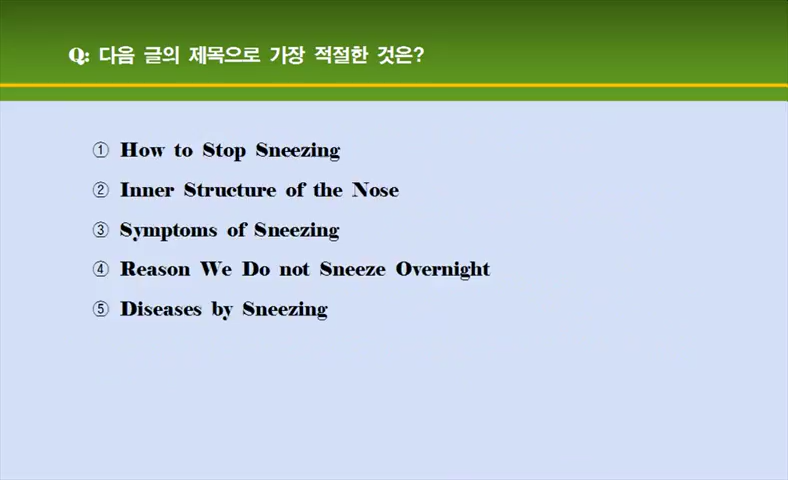 Q: 다음 글의 제목으로 가장 적절한 것은?
① How to Stop Sneezing
② Inner Structure of the Nose
③ Symptoms of Sneezing
④ Reason We Do not Sneeze Overnight
⑤ Diseases by Sneezing